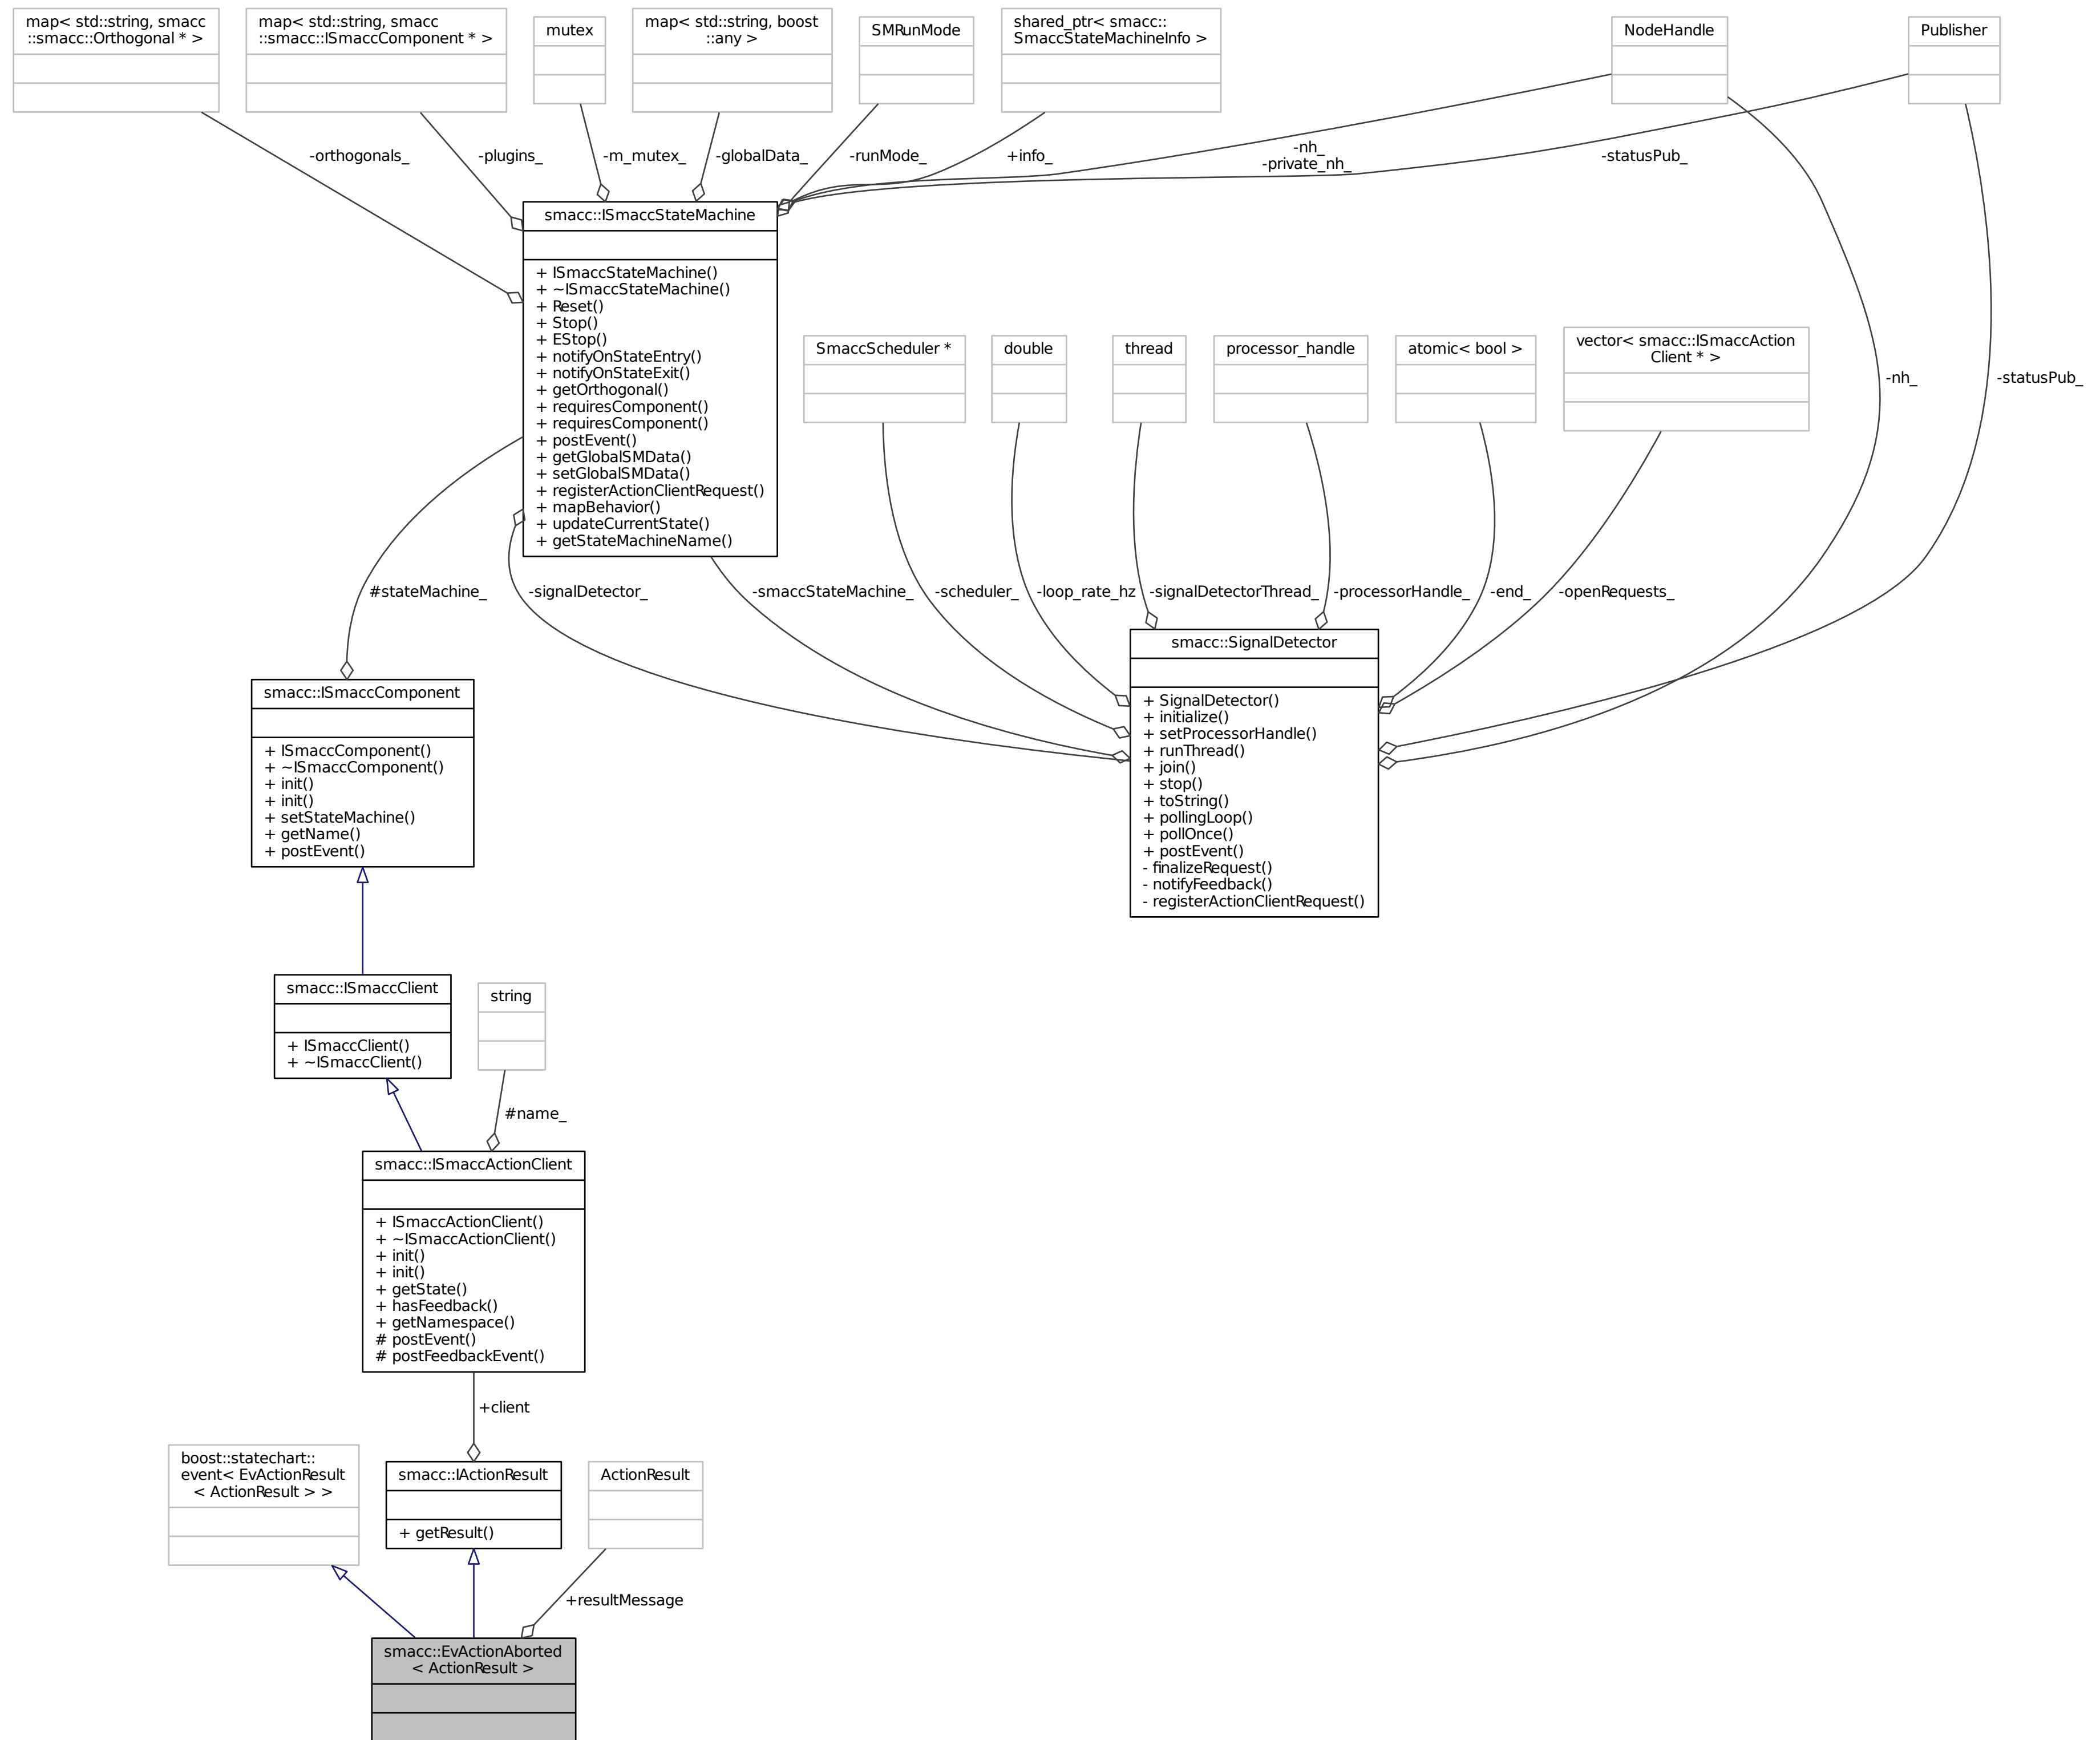 map< std::string, smacc
::smacc::Orthogonal * >
map< std::string, smacc
::smacc::ISmaccComponent * >
mutex
map< std::string, boost
::any >
SMRunMode
shared_ptr< smacc::
SmaccStateMachineInfo >
NodeHandle
Publisher
-orthogonals_
-plugins_
-m_mutex_
-globalData_
-runMode_
+info_
-nh_
-private_nh_
-statusPub_
smacc::ISmaccStateMachine
+ ISmaccStateMachine()
+ ~ISmaccStateMachine()
+ Reset()
+ Stop()
+ EStop()
+ notifyOnStateEntry()
+ notifyOnStateExit()
+ getOrthogonal()
+ requiresComponent()
+ requiresComponent()
+ postEvent()
+ getGlobalSMData()
+ setGlobalSMData()
+ registerActionClientRequest()
+ mapBehavior()
+ updateCurrentState()
+ getStateMachineName()
SmaccScheduler *
double
thread
processor_handle
atomic< bool >
vector< smacc::ISmaccAction
Client * >
-nh_
-statusPub_
#stateMachine_
-signalDetector_
-smaccStateMachine_
-scheduler_
-loop_rate_hz
-signalDetectorThread_
-processorHandle_
-end_
-openRequests_
smacc::SignalDetector
+ SignalDetector()
+ initialize()
+ setProcessorHandle()
+ runThread()
+ join()
+ stop()
+ toString()
+ pollingLoop()
+ pollOnce()
+ postEvent()
- finalizeRequest()
- notifyFeedback()
- registerActionClientRequest()
smacc::ISmaccComponent
+ ISmaccComponent()
+ ~ISmaccComponent()
+ init()
+ init()
+ setStateMachine()
+ getName()
+ postEvent()
smacc::ISmaccClient
+ ISmaccClient()
+ ~ISmaccClient()
string
#name_
smacc::ISmaccActionClient
+ ISmaccActionClient()
+ ~ISmaccActionClient()
+ init()
+ init()
+ getState()
+ hasFeedback()
+ getNamespace()
# postEvent()
# postFeedbackEvent()
+client
boost::statechart::
event< EvActionResult
< ActionResult > >
smacc::IActionResult
+ getResult()
ActionResult
+resultMessage
smacc::EvActionAborted
< ActionResult >